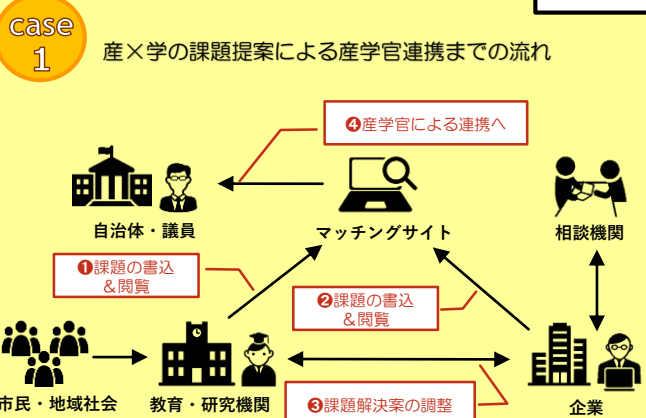 case
1
産×学の課題提案による産学官連携までの流れ
❹産学官による連携へ
自治体・議員
マッチングサイト
相談機関
❶課題の書込
&閲覧
❷課題の書込
&閲覧
市民・地域社会
教育・研究機関
❸課題解決案の調整
企業